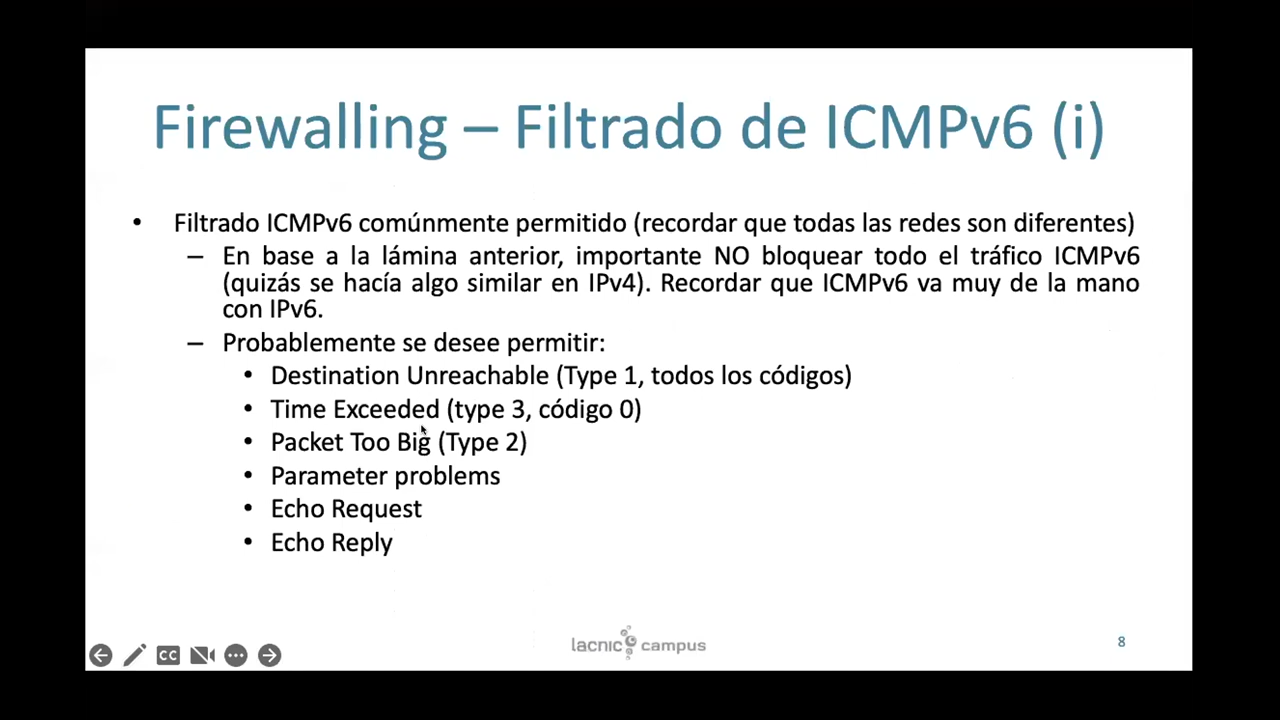 Firewalling – Filtrado de ICMPv6 (i)
• Filtrado ICMPv6 comúnmente permitido (recordar que todas las redes son diferentes)
– En base a la lámina anterior, importante NO bloquear todo el tráfico ICMPv6
(quizás se hacía algo similar en IPv4). Recordar que ICMPv6 va muy de la mano
con IPv6.
– Probablemente se desee permitir:
• Destination Unreachable (Type 1, todos los códigos)
• Time Exceeded (type 3, código 0)
• Packet Too Big (Type 2)
• Parameter problems
• Echo Request
• Echo Reply
CC
lacnic campus
8